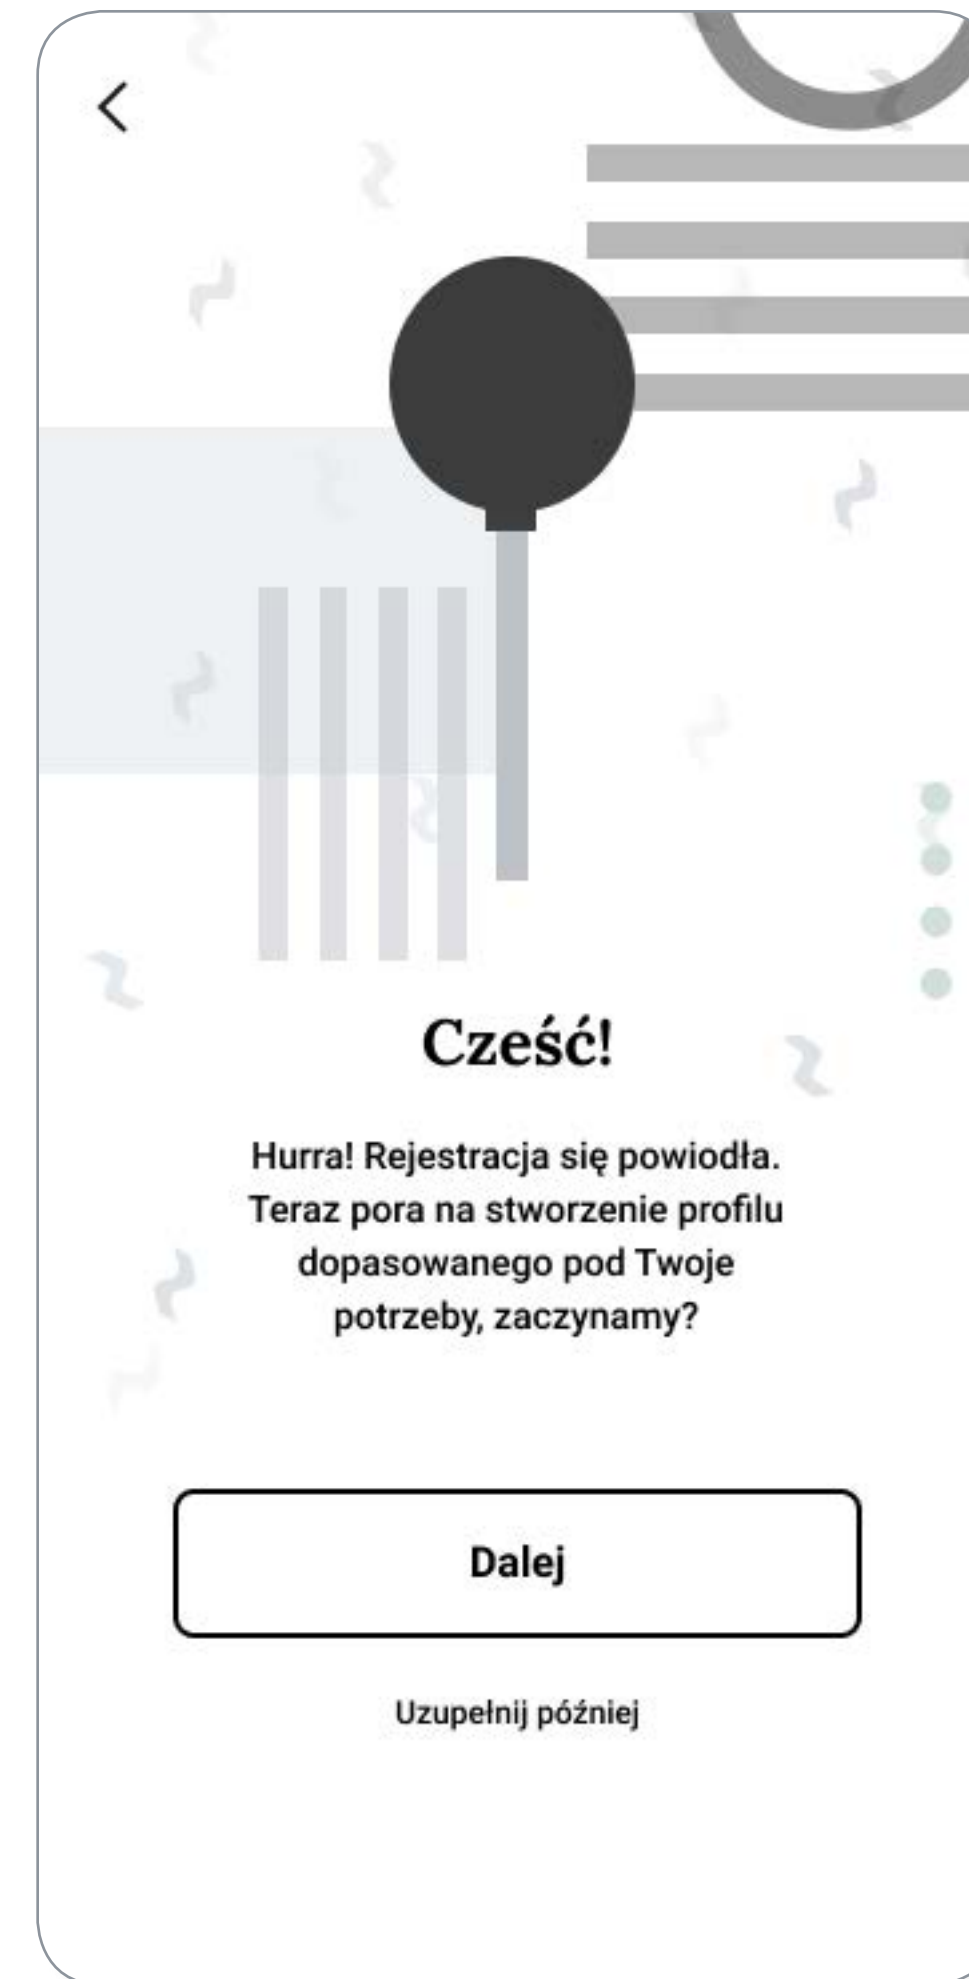 Cześć!
Hurra! Rejestracja się powiodła.
Teraz pora na stworzenie profilu
dopasowanego pod Twoje
potrzeby, zaczynamy?
Dalej
Uzupełnij później